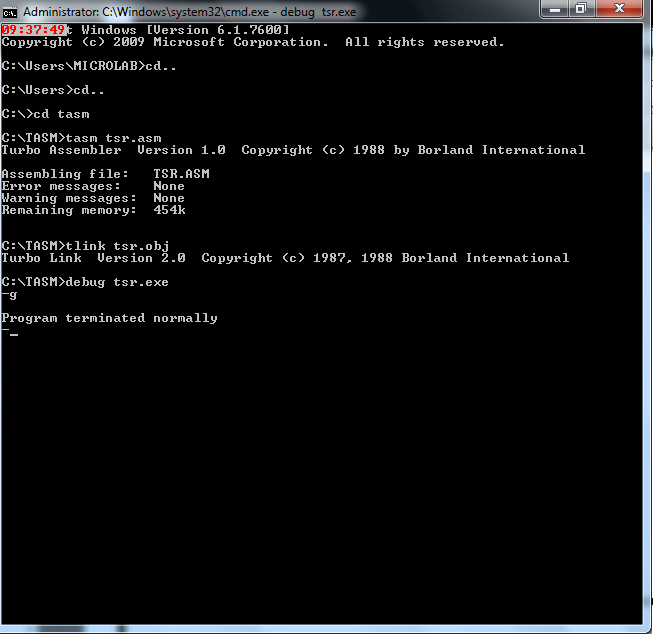 Administrator: C:\Windows\system32\cmd.exe - debug  tsr.exe
09:37:49t Windows [Version 6.1.7600]
Copyright (c) 2009 Microsoft Corporation.  All rights reserved.
C:\Users\MICROLAB>cd..
C:\Users>cd..
C:\>cd tasm
C:\TASM>tasm tsr.asm
Turbo Assembler  Version 1.0  Copyright (c) 1988 by Borland International
Assembling file:   TSR.ASM
Error messages:    None
Warning messages:  None
Remaining memory:  454k
C:\TASM>tlink tsr.obj
Turbo Link  Version 2.0  Copyright (c) 1987, 1988 Borland International
C:\TASM>debug tsr.exe
-g
Program terminated normally
-_